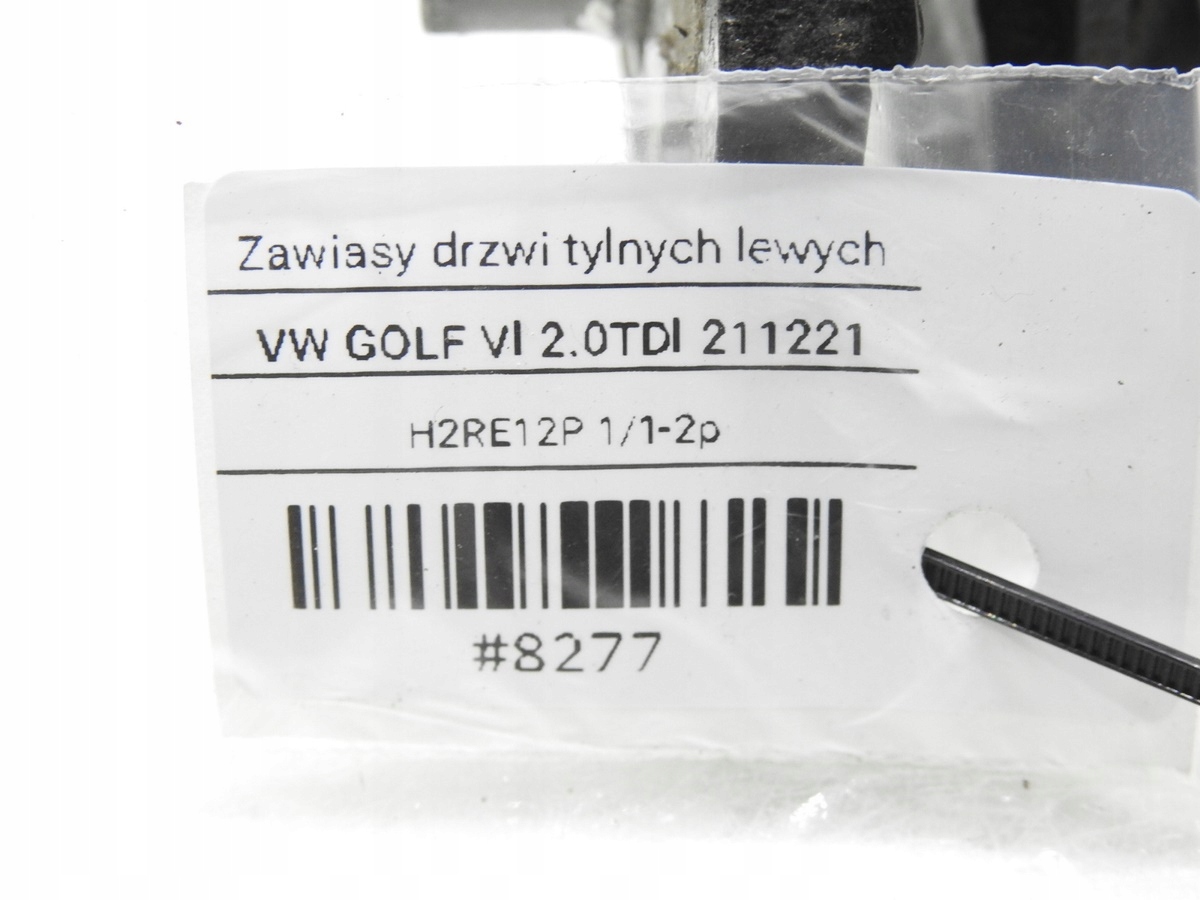 Zawiasy drzwi tylnych lewych
VW GOLF VI 2.0TDI 211221
H2RE12P 1/1-2p
#8277